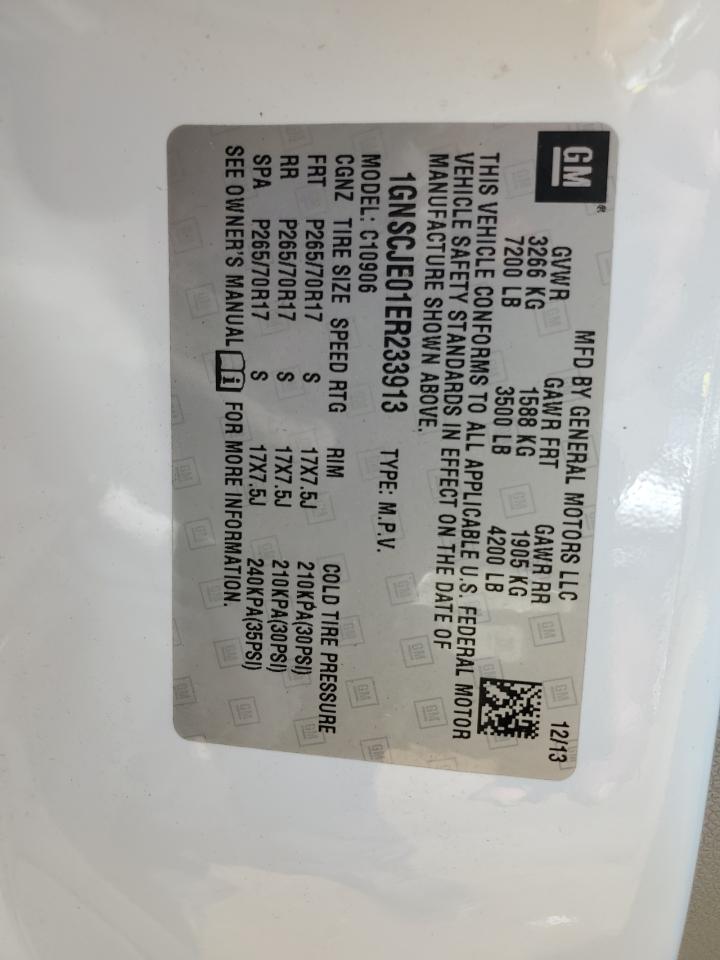 GM®
MFD BY GENERAL MOTORS LLC 12/13
GVWR GAWR FRT GAWR RR
3266 KG 1588 KG 1905 KG
7200 LB 3500 LB 4200 LB
THIS VEHICLE CONFORMS TO ALL APPLICABLE U.S. FEDERAL MOTOR
VEHICLE SAFETY STANDARDS IN EFFECT ON THE DATE OF
MANUFACTURE SHOWN ABOVE.
1GNSCJE01ER233913 TYPE: M.P.V.
MODEL: C10906
CGNZ TIRE SIZE SPEED RTG RIM COLD TIRE PRESSURE
FRT P265/70R17 S 17X7.5J 210KPA(30PSI)
RR P265/70R17 S 17X7.5J 210KPA(30PSI)
SPA P265/70R17 S 17X7.5J 240KPA(35PSI)
SEE OWNER'S MANUAL i FOR MORE INFORMATION.